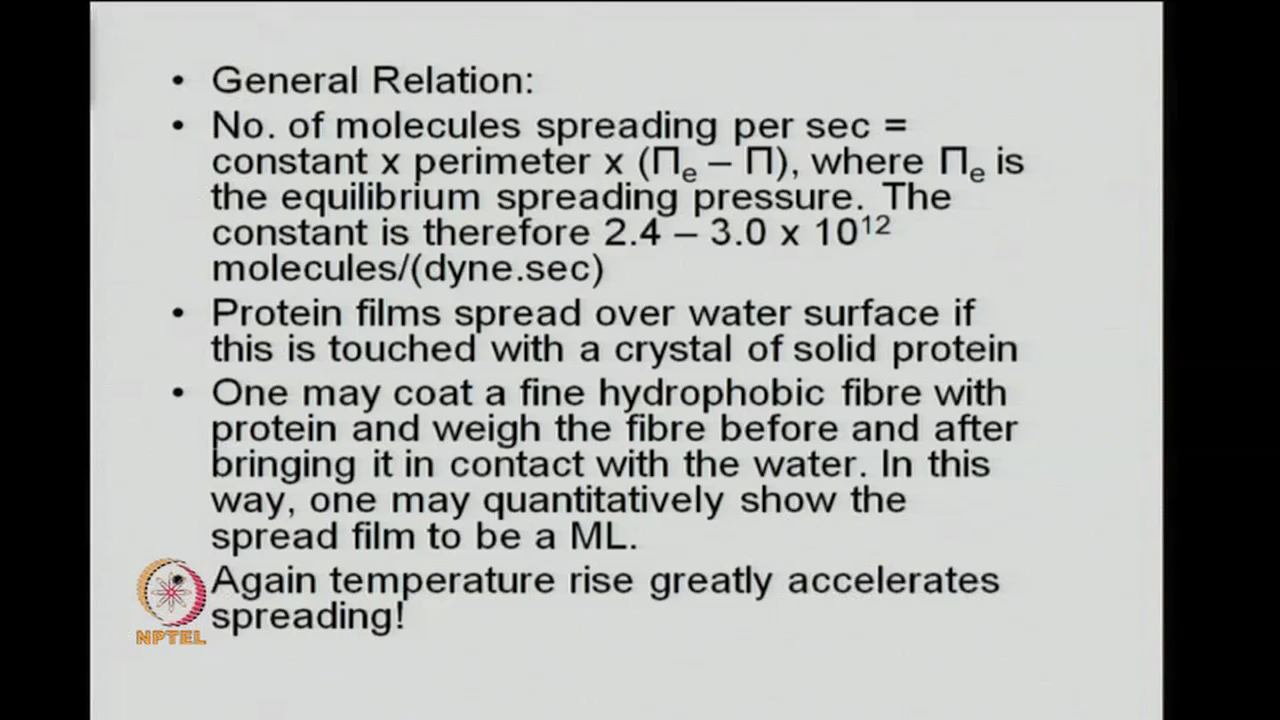 • General Relation:
• No. of molecules spreading per sec =
constant x perimeter x (Πₑ – Π), where Πₑ is
the equilibrium spreading pressure. The
constant is therefore 2.4 – 3.0 x 10¹²
molecules/(dyne.sec)
• Protein films spread over water surface if
this is touched with a crystal of solid protein
• One may coat a fine hydrophobic fibre with
protein and weigh the fibre before and after
bringing it in contact with the water. In this
way, one may quantitatively show the
spread film to be a ML.
Again temperature rise greatly accelerates
spreading!
NPTEL